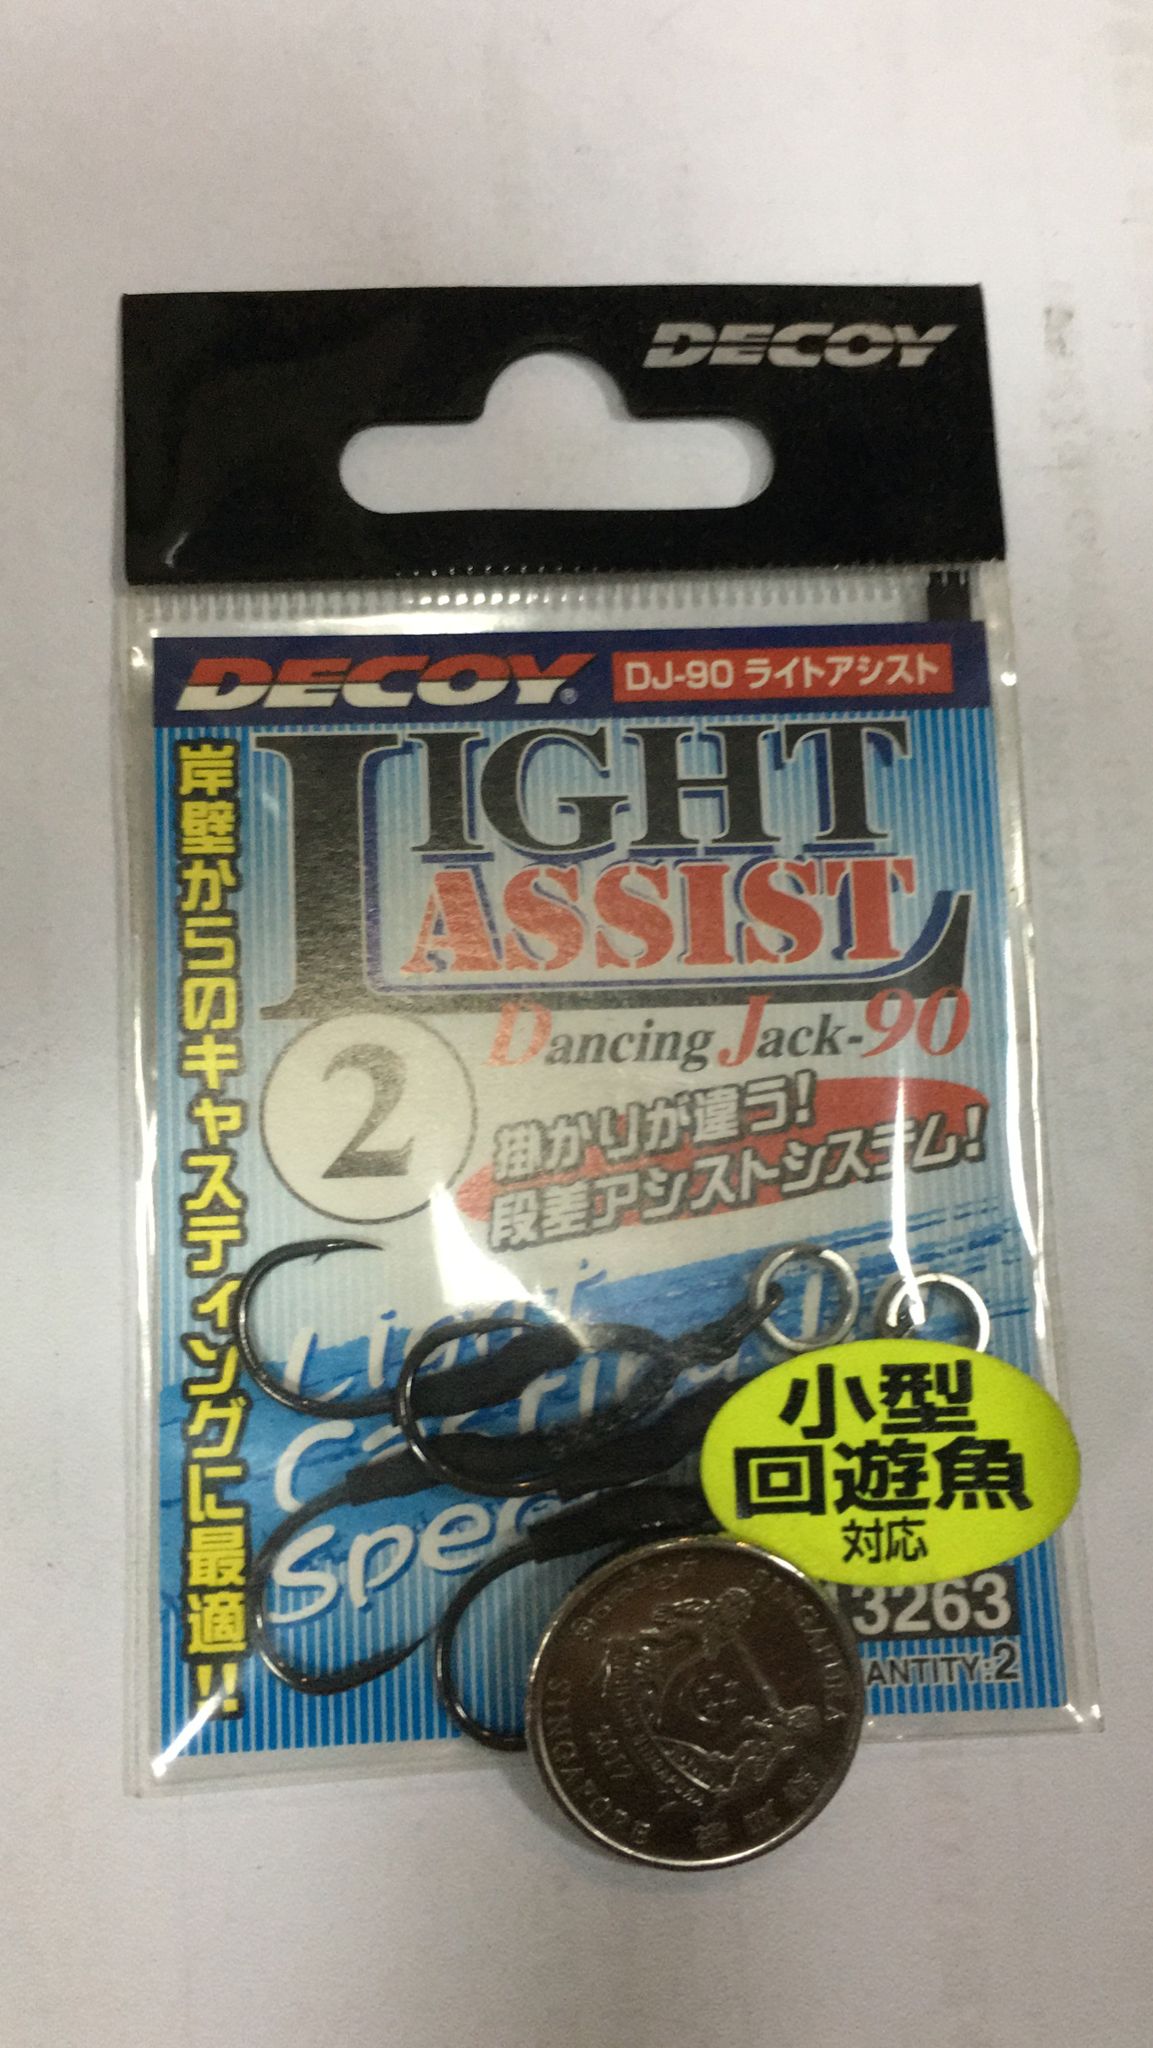 DECOY
DECOY®
DJ-90 ライトアシスト
LIGHT
ASSIST
Dancing Jack-90
2
掛かりが違う!
段差アシストシステム!
岸壁からのキャスティングに最適!!
Light
小型
回遊魚
対応
3263
:2
SINGAPORE
2017